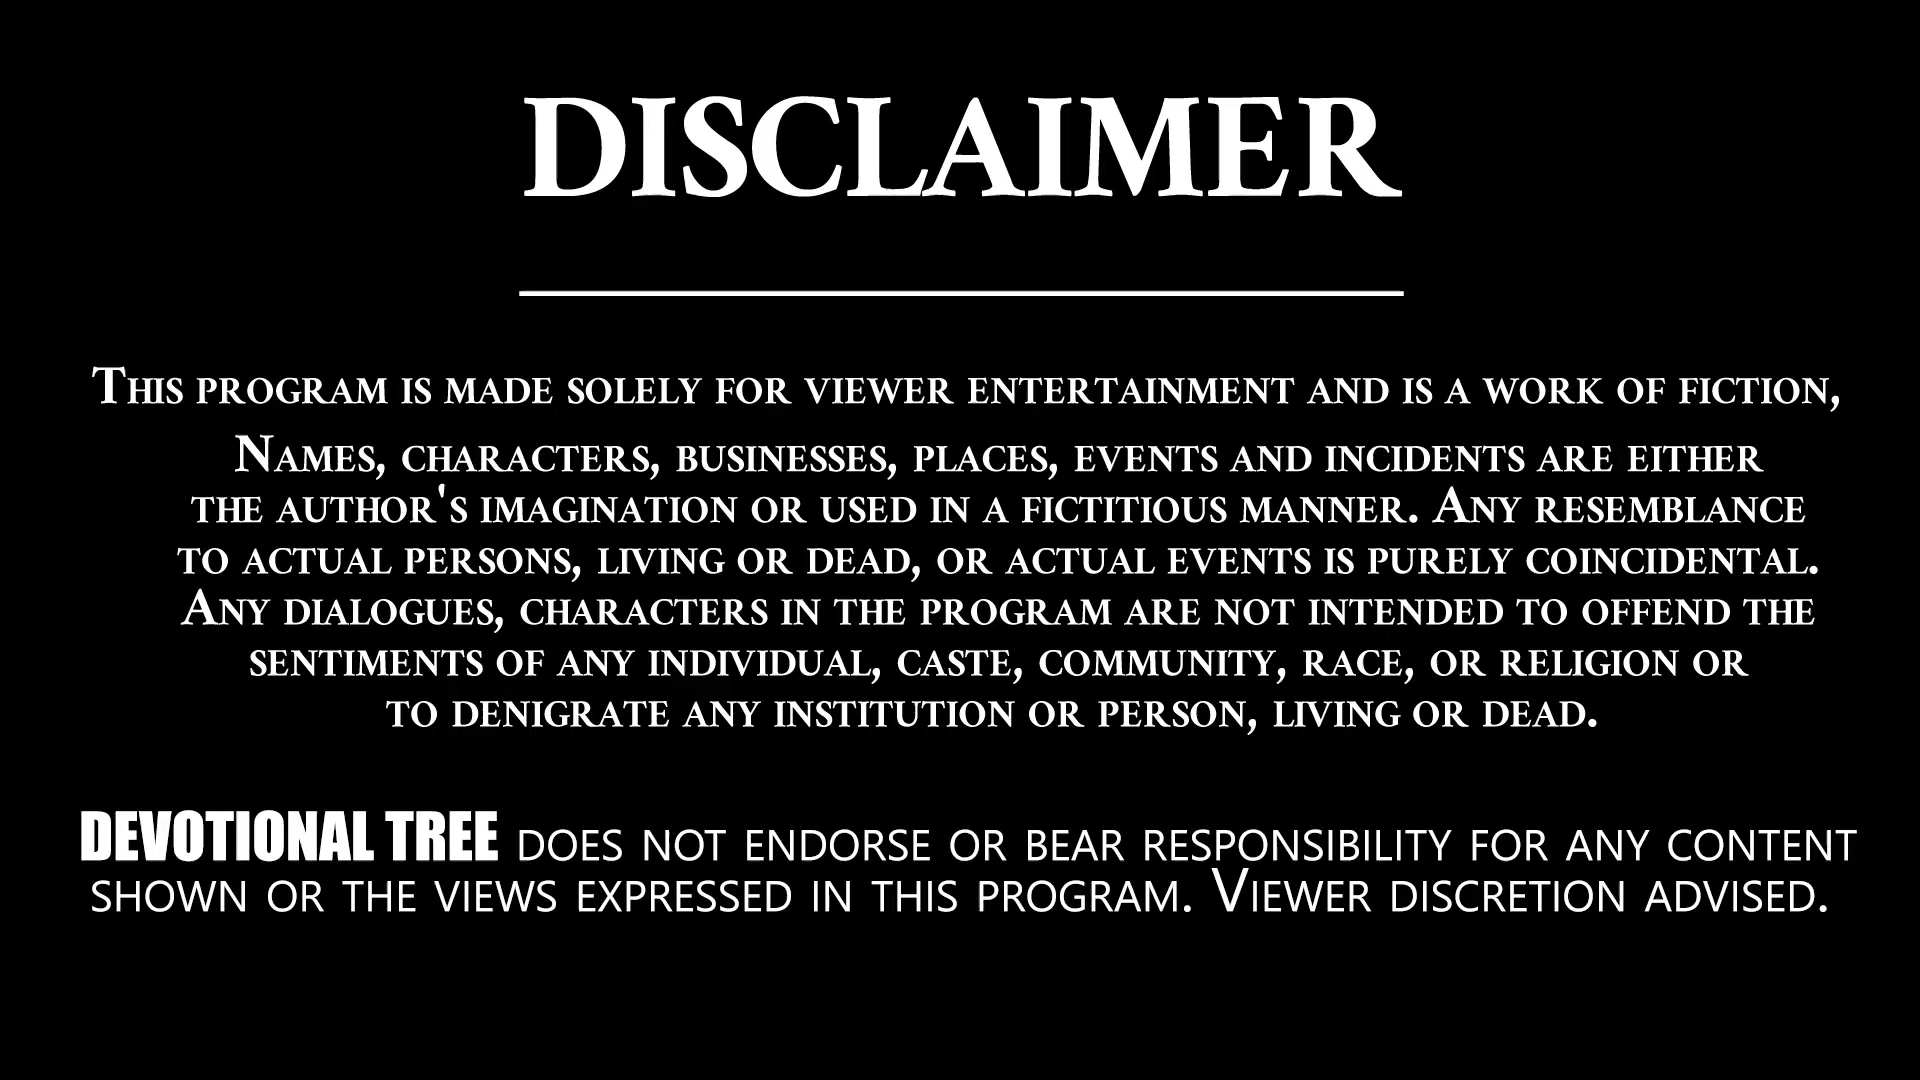 DISCLAIMER
This program is made solely for viewer entertainment and is a work of fiction,
Names, characters, businesses, places, events and incidents are either
the author's imagination or used in a fictitious manner. Any resemblance
to actual persons, living or dead, or actual events is purely coincidental.
Any dialogues, characters in the program are not intended to offend the
sentiments of any individual, caste, community, race, or religion or
to denigrate any institution or person, living or dead.
DEVOTIONAL TREE does not endorse or bear responsibility for any content
shown or the views expressed in this program. Viewer discretion advised.